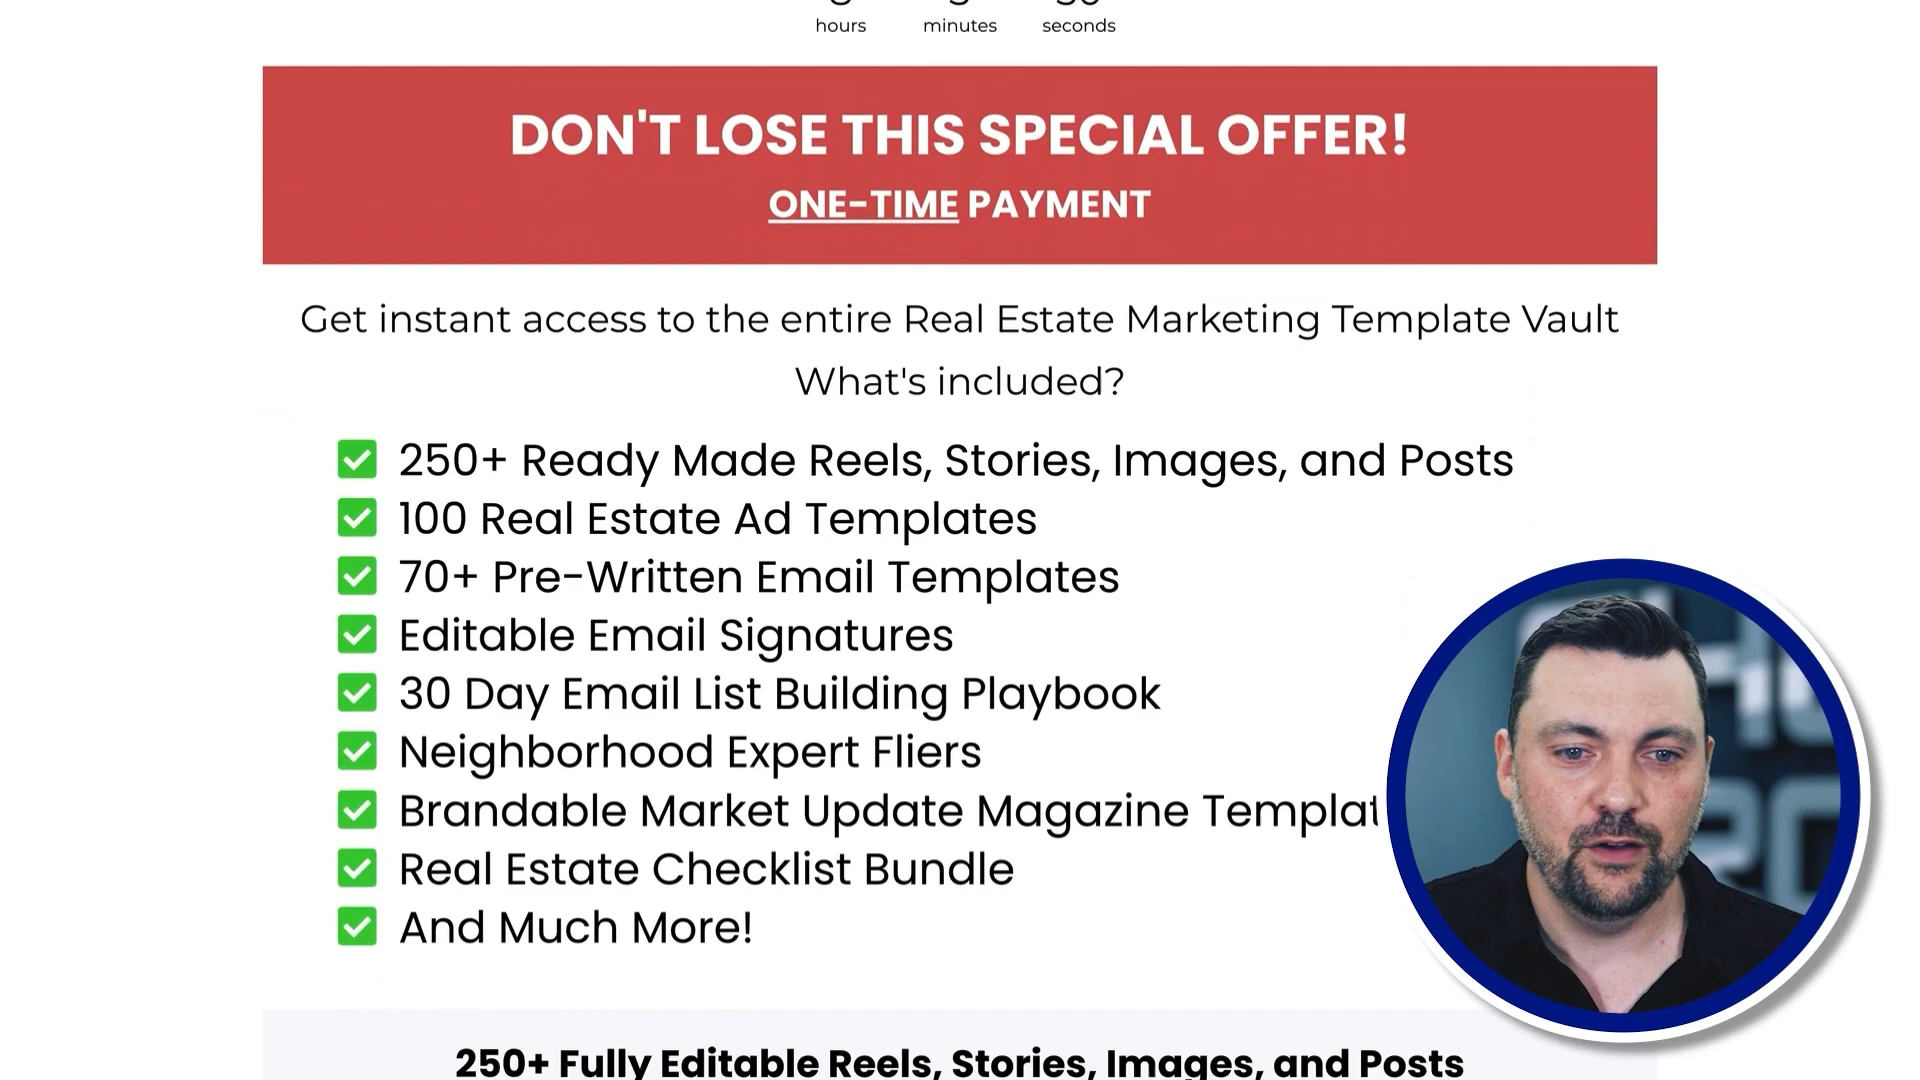 hours minutes seconds
DON'T LOSE THIS SPECIAL OFFER!
ONE-TIME PAYMENT
Get instant access to the entire Real Estate Marketing Template Vault
What's included?
250+ Ready Made Reels, Stories, Images, and Posts
100 Real Estate Ad Templates
70+ Pre-Written Email Templates
Editable Email Signatures
30 Day Email List Building Playbook
Neighborhood Expert Fliers
Brandable Market Update Magazine
Real Estate Checklist Bundle
And Much More!
250+ Fully Editable Reels, Stories, Images, and Posts